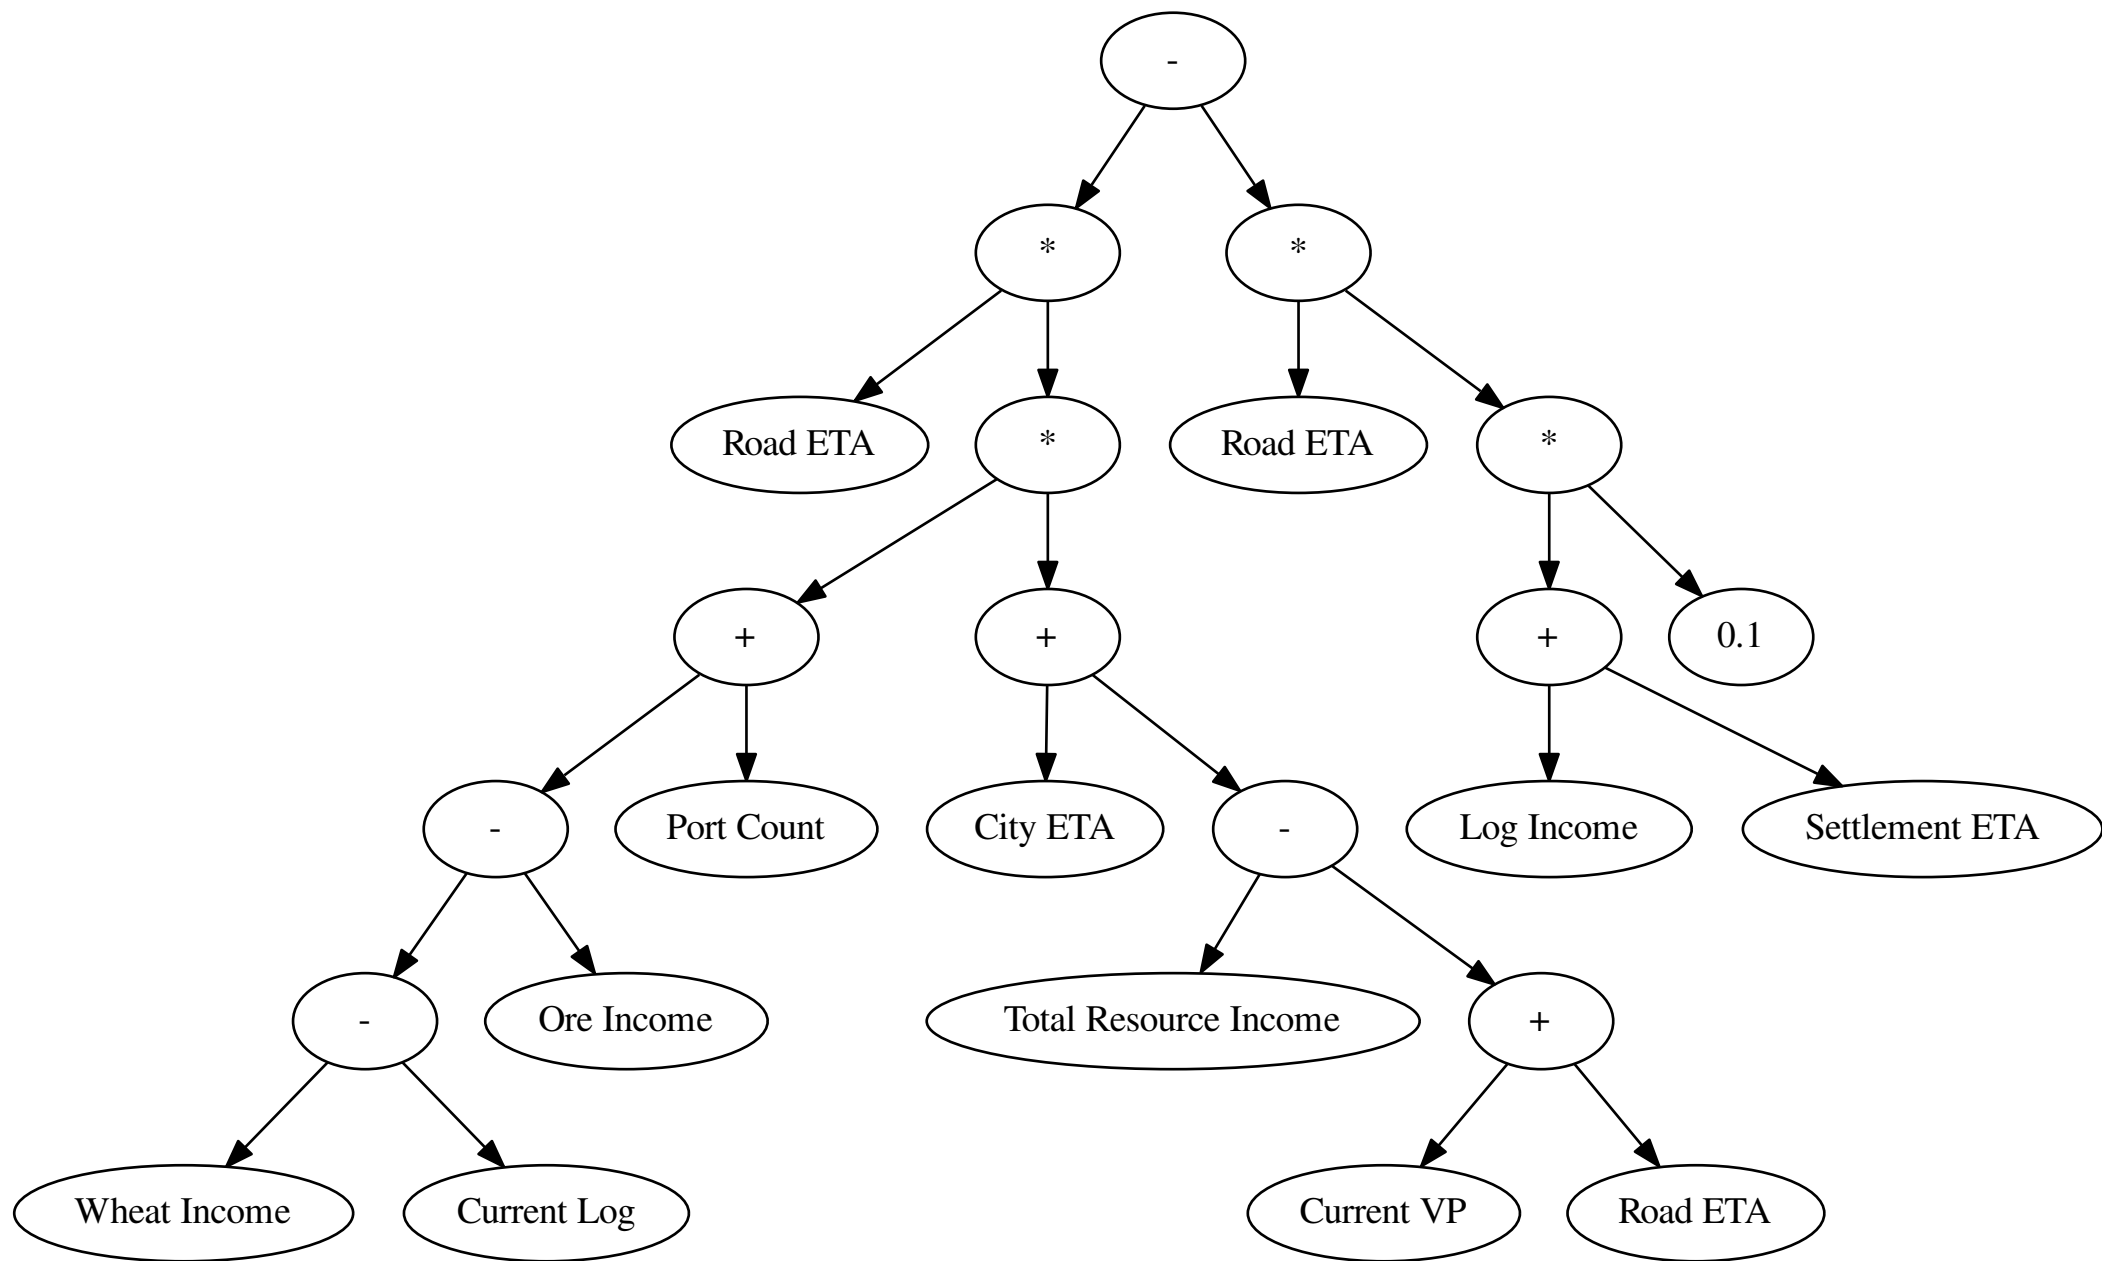 -
*
*
Road ETA
*
Road ETA
*
+
+
+
0.1
-
Port Count
City ETA
-
Log Income
Settlement ETA
-
Ore Income
Total Resource Income
+
Wheat Income
Current Log
Current VP
Road ETA